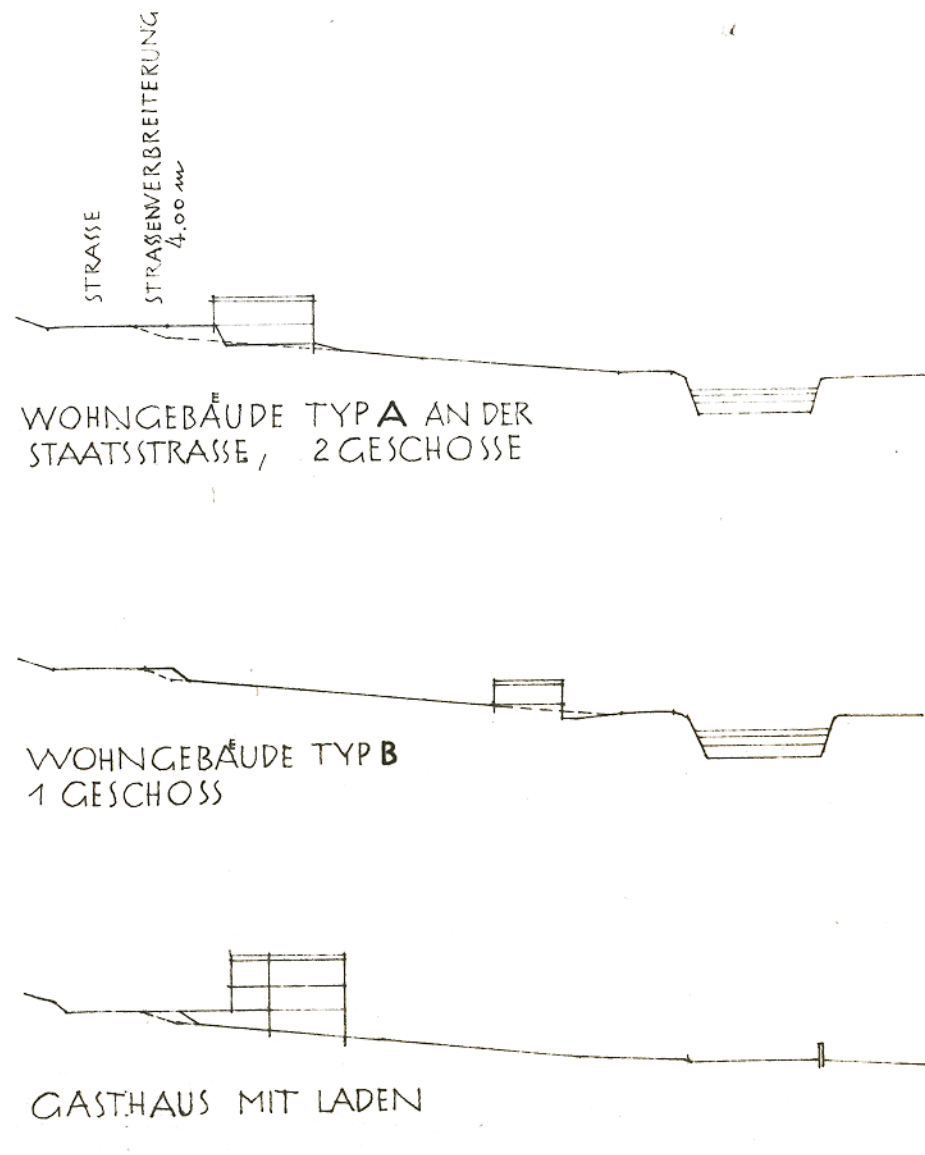 STRASSE
STRASSENVERBREITERUNG
4.00 m
WOHNGEBÄUDE TYP A AN DER
STAATSSTRASSE, 2 GESCHOSSE
WOHNGEBÄUDE TYP B
1 GESCHOSS
GASTHAUS MIT LADEN